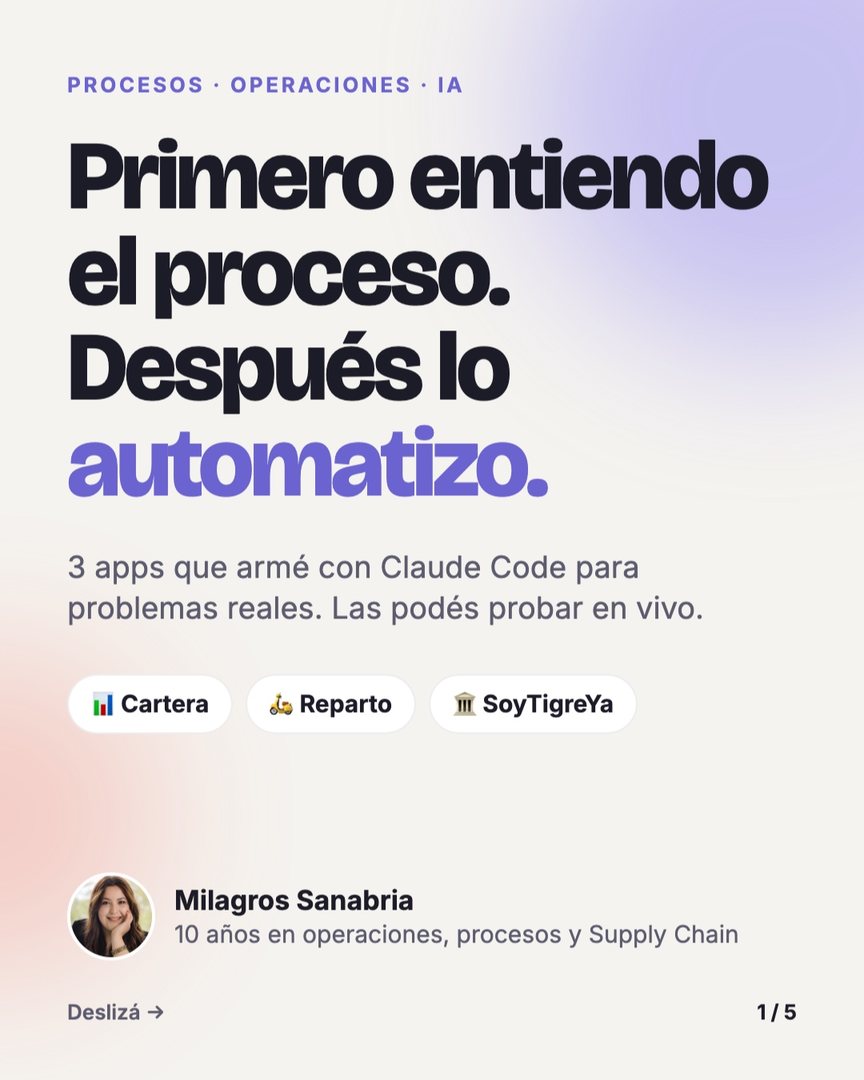 PROCESOS · OPERACIONES · IA
Primero entiendo
el proceso.
Después lo
automatizo.
3 apps que armé con Claude Code para
problemas reales. Las podés probar en vivo.
📊 Cartera 🛵 Reparto 🏛️ SoyTigreYa
Milagros Sanabria
10 años en operaciones, procesos y Supply Chain
Deslizá → 1 / 5